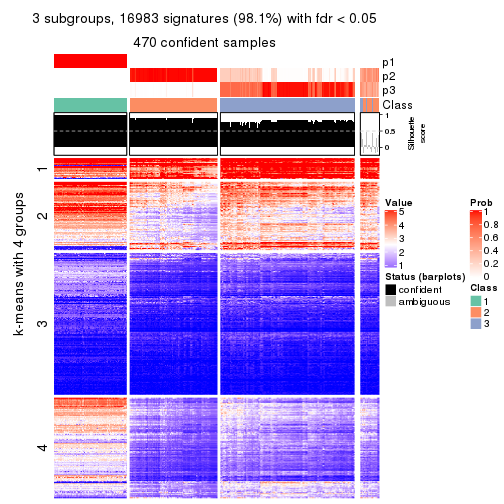 3 subgroups, 16983 signatures (98.1%) with fdr < 0.05
470 confident samples
p1
p2
p3
Class
1
0.5
0
Silhouette
score
k-means with 4 groups
1
2
3
4
Value
5
4
3
2
1
Status (barplots)
confident
ambiguous
Prob
1
0.8
0.6
0.4
0.2
0
Class
1
2
3